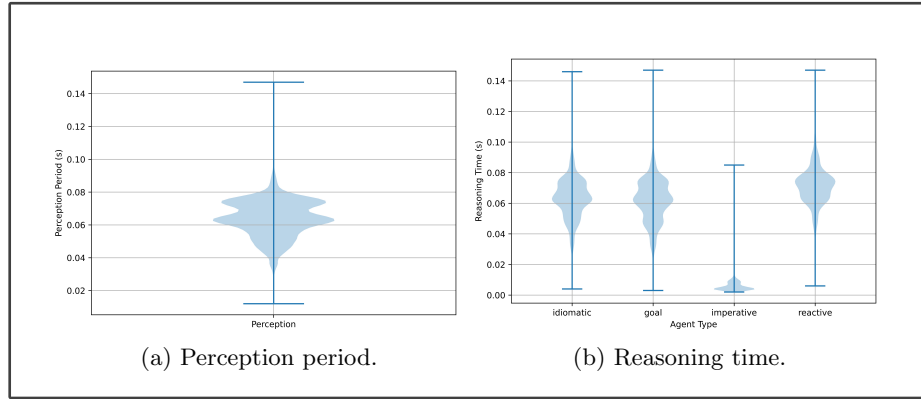 0.14
0.12
0.10
0.08
0.06
0.04
0.02
Perception Period (s)
Perception
(a) Perception period.
0.14
0.12
0.10
0.08
0.06
0.04
0.02
0.00
Reasoning Time (s)
idiomatic goal imperative reactive
Agent Type
(b) Reasoning time.